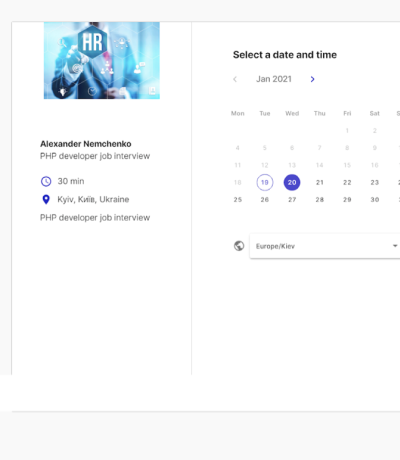 HR
Alexander Nemchenko
PHP developer job interview
30 min
Kyiv, Київ, Ukraine
PHP developer job interview
Select a date and time
Jan 2021
Mon Tue Wed Thu Fri Sat
1 2
4 5 6 7 8 9
11 12 13 14 15 16
18 19 20 21 22 23
25 26 27 28 29 30
Europe/Kiev